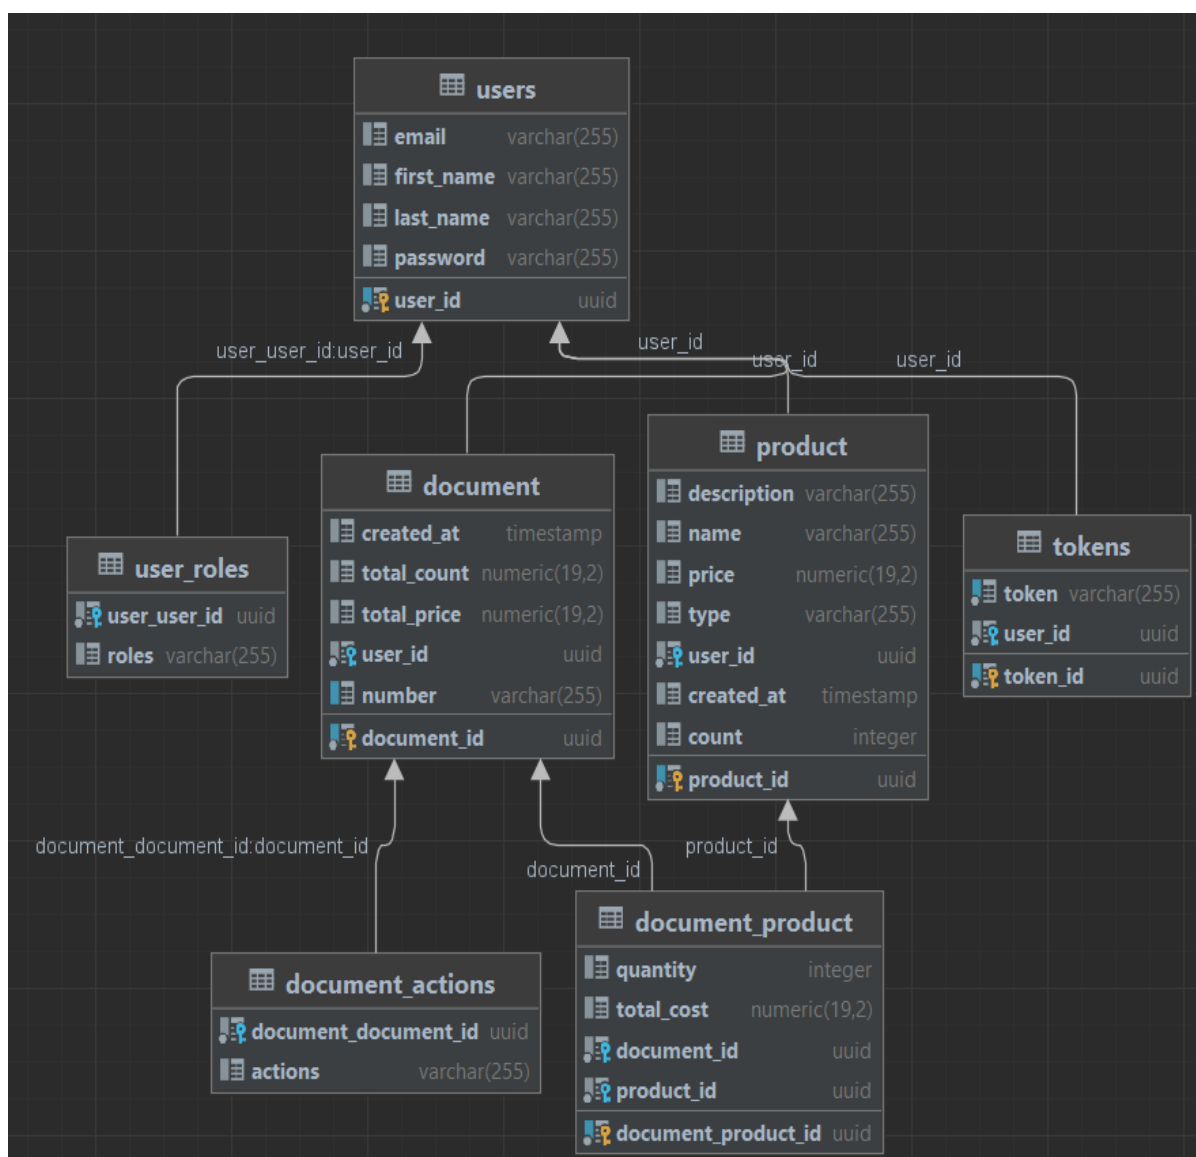 users
email varchar(255)
first_name varchar(255)
last_name varchar(255)
password varchar(255)
user_id uuid
user_user_id:user_id
user_id
user_id
user_id
document
created_at timestamp
total_count numeric(19,2)
total_price numeric(19,2)
user_id uuid
number varchar(255)
document_id uuid
product
description varchar(255)
name varchar(255)
price numeric(19,2)
type varchar(255)
user_id uuid
created_at timestamp
count integer
product_id uuid
user_roles
user_user_id uuid
roles varchar(255)
tokens
token varchar(255)
user_id uuid
token_id uuid
document_document_id:document_id
document_id
product_id
document_actions
document_document_id uuid
actions varchar(255)
document_product
quantity integer
total_cost numeric(19,2)
document_id uuid
product_id uuid
document_product_id uuid